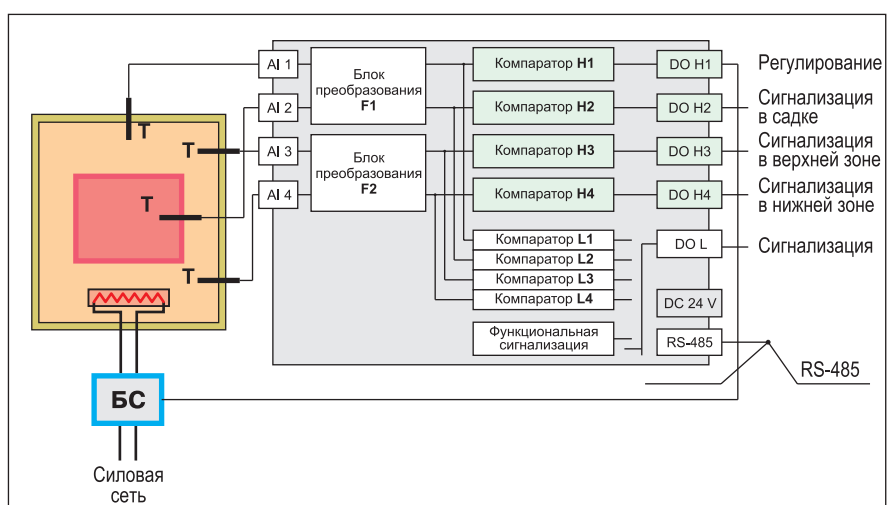 AI 1
Блок
преобразования
F1
Компаратор H1
DO H1
Регулирование
AI 2
Компаратор H2
DO H2
Сигнализация
в садке
T
T
AI 3
Блок
преобразования
F2
Компаратор H3
DO H3
Сигнализация
в верхней зоне
T
AI 4
Компаратор H4
DO H4
Сигнализация
в нижней зоне
T
Компаратор L1
DO L
Сигнализация
Компаратор L2
Компаратор L3
Компаратор L4
DC 24 V
Функциональная
сигнализация
RS-485
RS-485
БС
Силовая
сеть